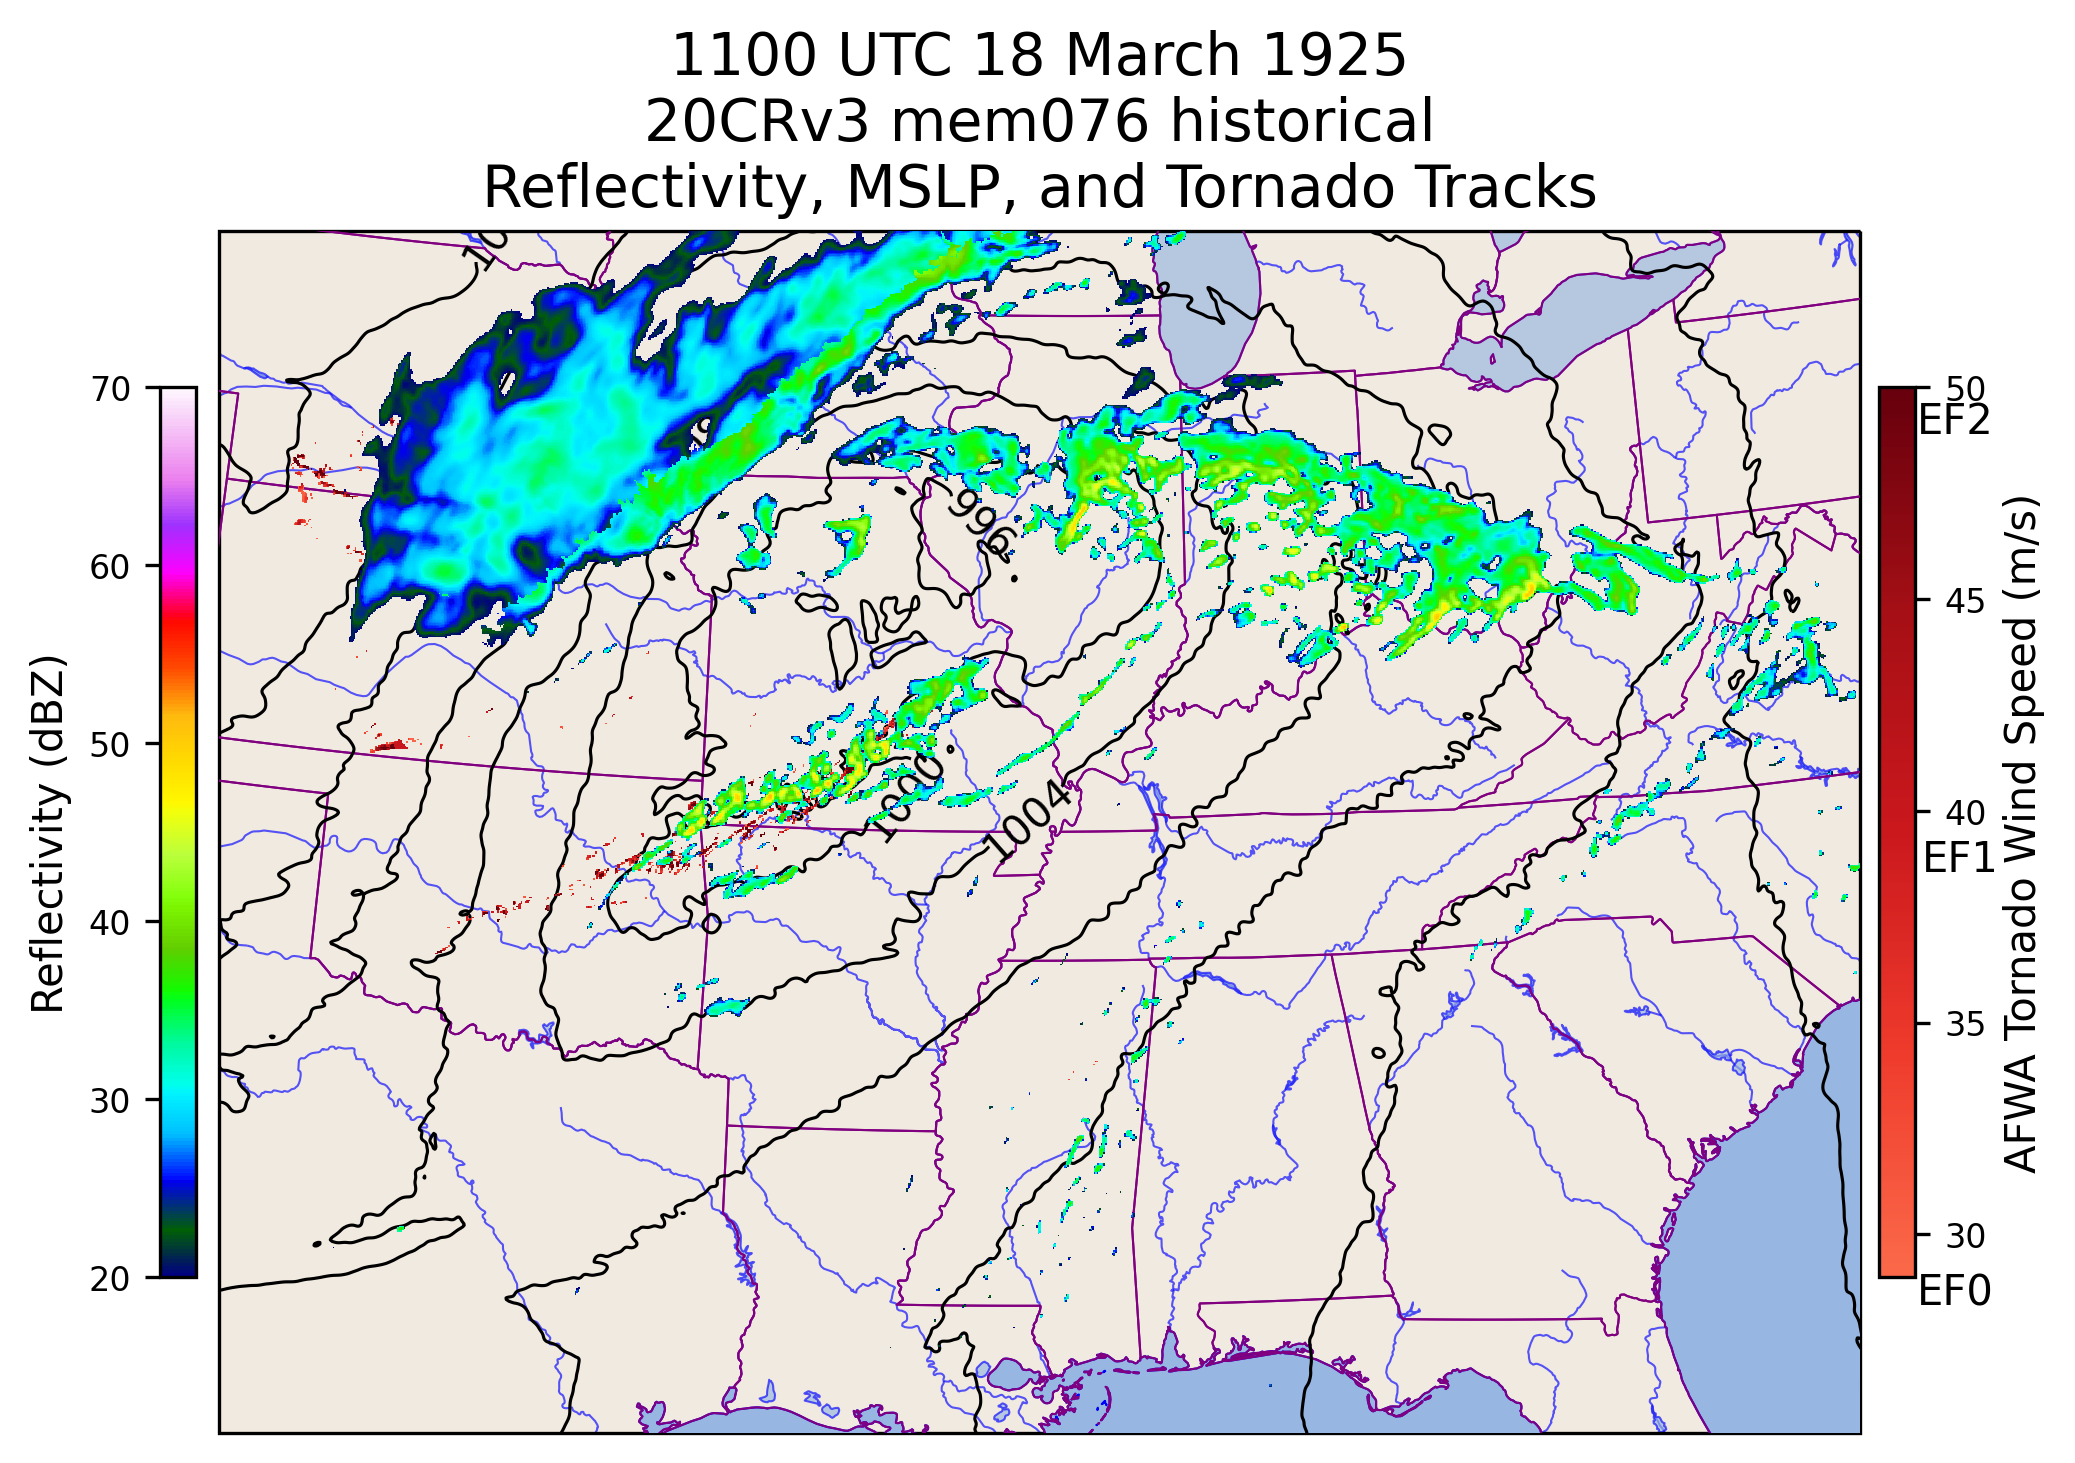 1100 UTC 18 March 1925
20CRv3 mem076 historical
Reflectivity, MSLP, and Tornado Tracks
70
60
50
40
30
20
Reflectivity (dBZ)
996
1000
1004
50
EF2
45
40
EF1
35
30
EF0
AFWA Tornado Wind Speed (m/s)